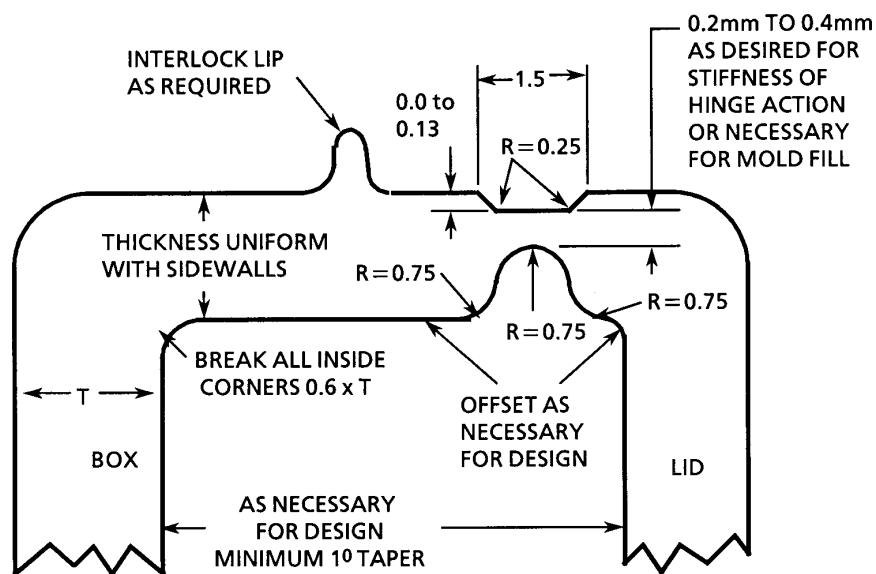 INTERLOCK LIP
AS REQUIRED
0.0 to
0.13
1.5
R=0.25
0.2mm TO 0.4mm
AS DESIRED FOR
STIFFNESS OF
HINGE ACTION
OR NECESSARY
FOR MOLD FILL
THICKNESS UNIFORM
WITH SIDEWALLS
R=0.75
R=0.75
R=0.75
BREAK ALL INSIDE
CORNERS 0.6 x T
T
OFFSET AS
NECESSARY
FOR DESIGN
BOX
LID
AS NECESSARY
FOR DESIGN
MINIMUM 1⁰ TAPER